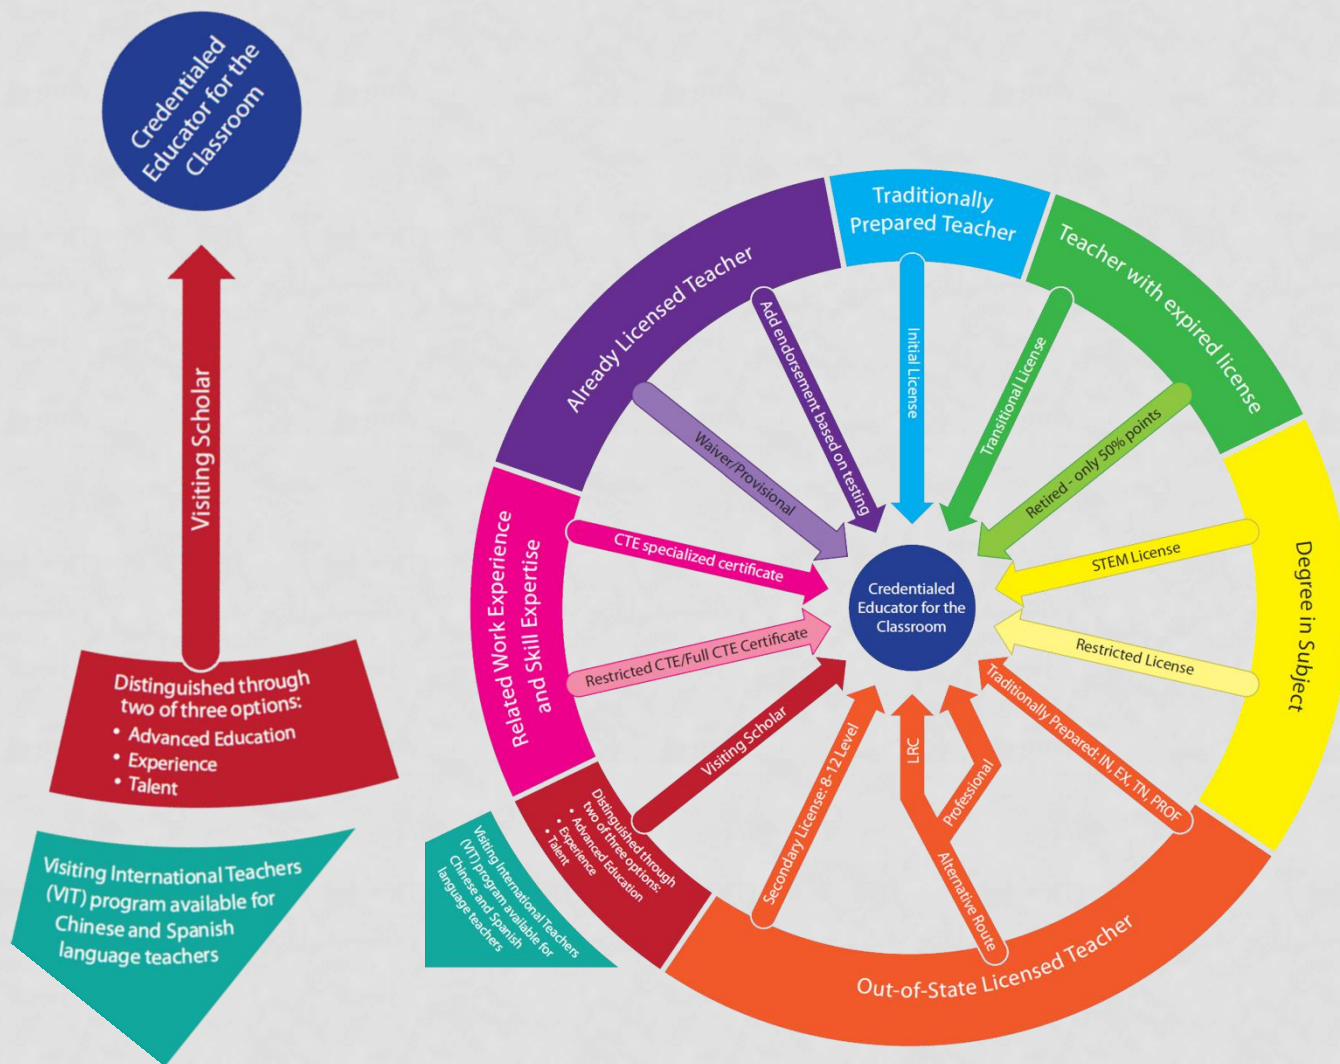 Credentialed
Educator for the
Classroom
Visiting Scholar
Distinguished through
two of three options:
• Advanced Education
• Experience
• Talent
Visiting International Teachers
(VIT) program available for
Chinese and Spanish
language teachers
Traditionally
Prepared Teacher
Initial License
Teacher with expired license
Transitional License
Retired - only 50% points
Degree in Subject
STEM License
Restricted License
Out-of-State Licensed Teacher
Traditionally Prepared: IN, EX, TN, PROF
Alternative Route
Professional
LRC
Secondary License: 8-12 Level
Distinguished through
two of three options:
• Advanced Education
• Experience
• Talent
Visiting Scholar
Visiting International Teachers
(VIT) program available for
Chinese and Spanish
language teachers
Related Work Experience
and Skill Expertise
Restricted CTE/Full CTE Certificate
CTE specialized certificate
Already Licensed Teacher
Waiver/Provisional
Add endorsement based on testing
Credentialed
Educator for the
Classroom